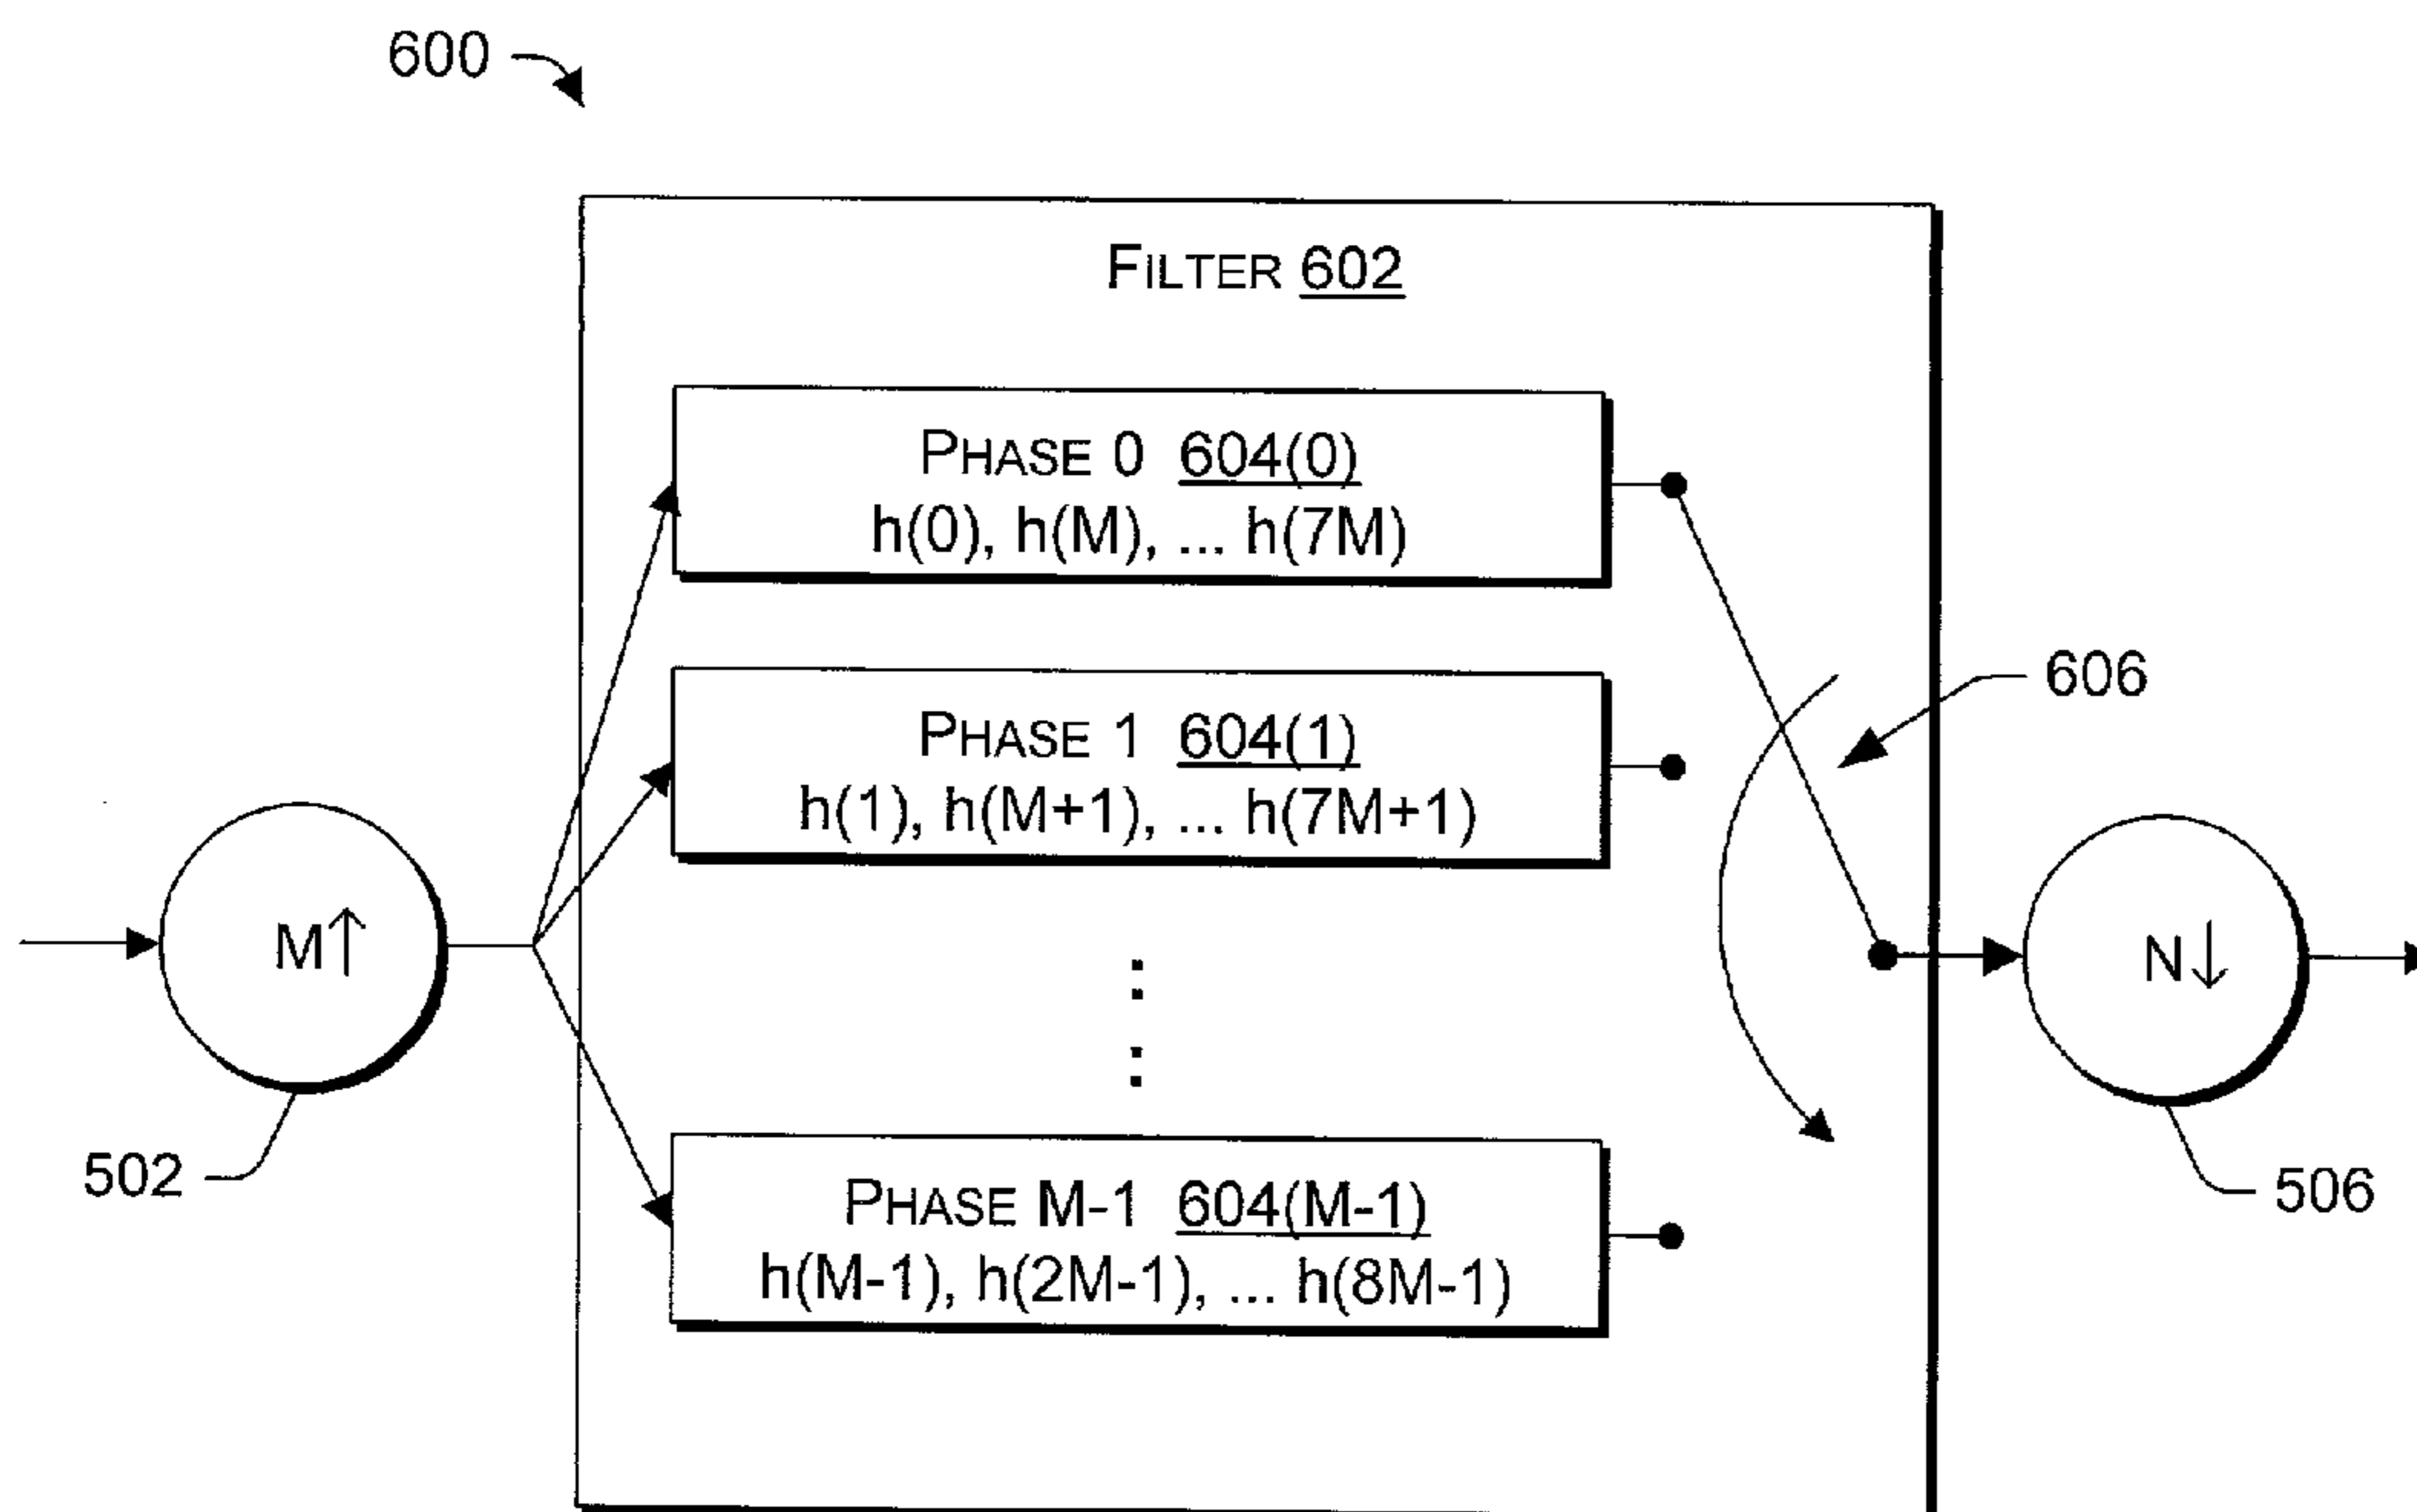 600
FILTER 602
PHASE 0 604(0)
h(0), h(M), ... h(7M)
PHASE 1 604(1)
h(1), h(M+1), ... h(7M+1)
606
M↑
N↓
502
PHASE M-1 604(M-1)
h(M-1), h(2M-1), ... h(8M-1)
506